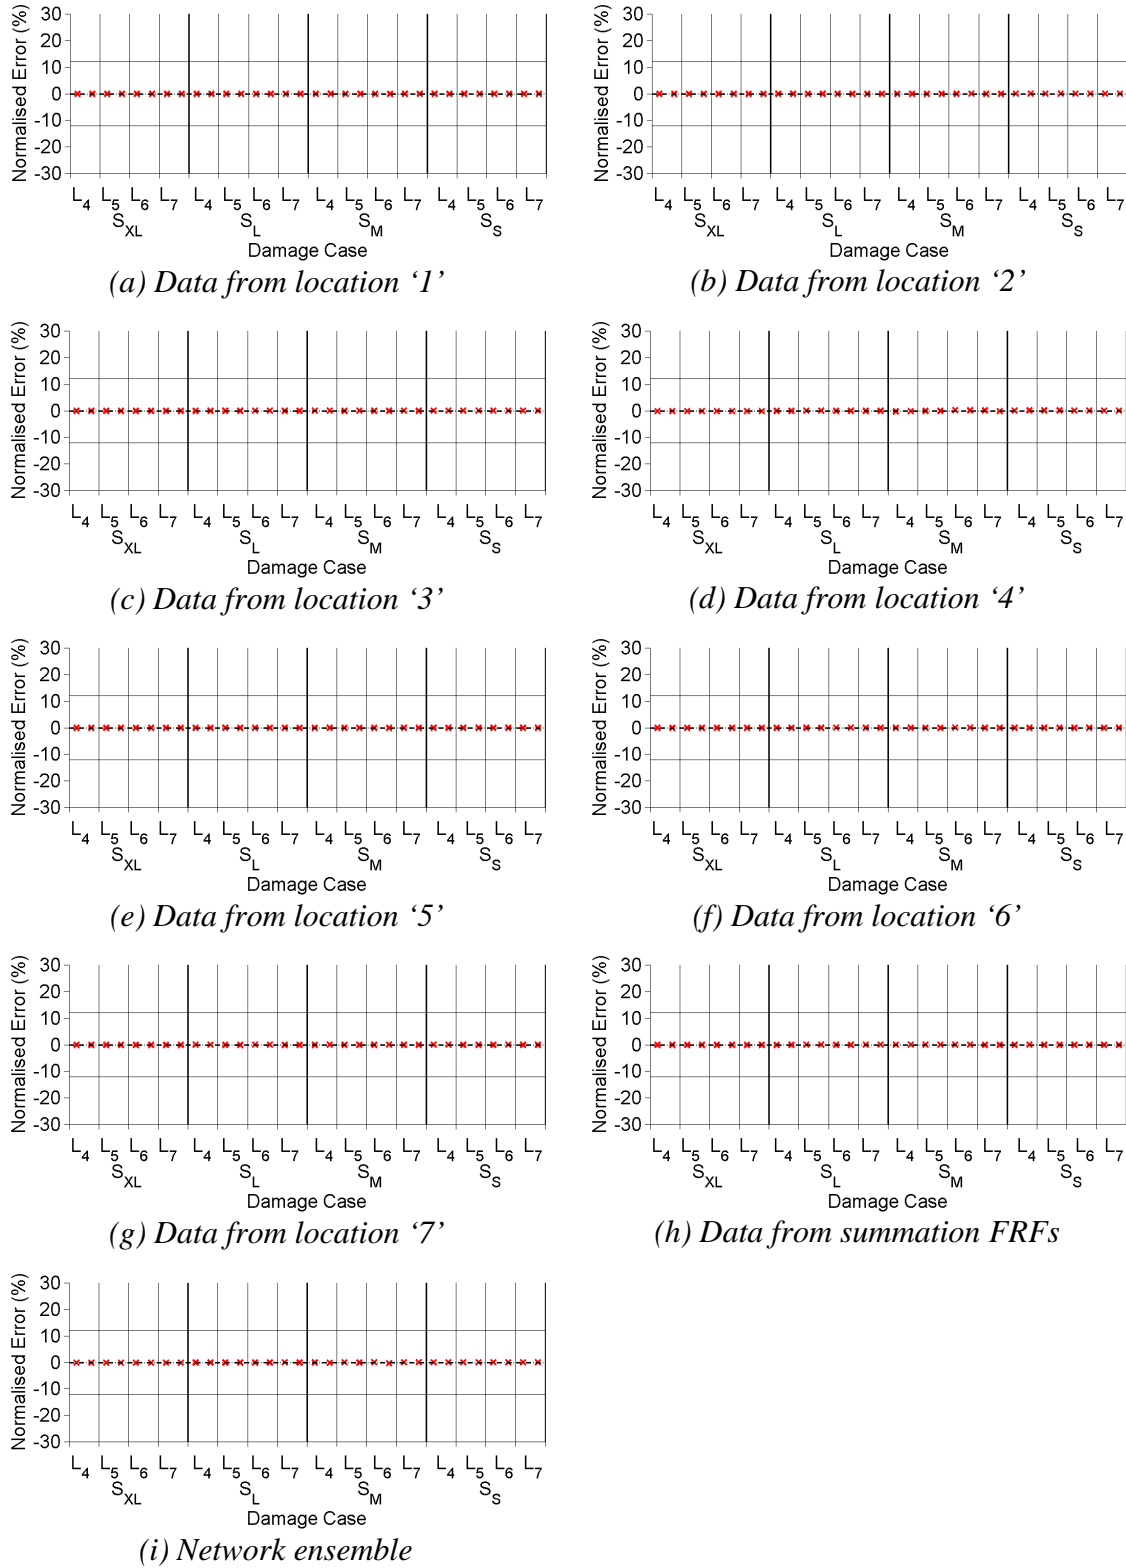 Normalised Error (%)
30
20
10
0
-10
-20
-30
L4 L5 L6 L7 L4 L5 L6 L7 L4 L5 L6 L7 L4 L5 L6 L7
SXL SL SM SS
Damage Case
(a) Data from location ‘1’
Normalised Error (%)
30
20
10
0
-10
-20
-30
L4 L5 L6 L7 L4 L5 L6 L7 L4 L5 L6 L7 L4 L5 L6 L7
SXL SL SM SS
Damage Case
(b) Data from location ‘2’
Normalised Error (%)
30
20
10
0
-10
-20
-30
L4 L5 L6 L7 L4 L5 L6 L7 L4 L5 L6 L7 L4 L5 L6 L7
SXL SL SM SS
Damage Case
(c) Data from location ‘3’
Normalised Error (%)
30
20
10
0
-10
-20
-30
L4 L5 L6 L7 L4 L5 L6 L7 L4 L5 L6 L7 L4 L5 L6 L7
SXL SL SM SS
Damage Case
(d) Data from location ‘4’
Normalised Error (%)
30
20
10
0
-10
-20
-30
L4 L5 L6 L7 L4 L5 L6 L7 L4 L5 L6 L7 L4 L5 L6 L7
SXL SL SM SS
Damage Case
(e) Data from location ‘5’
Normalised Error (%)
30
20
10
0
-10
-20
-30
L4 L5 L6 L7 L4 L5 L6 L7 L4 L5 L6 L7 L4 L5 L6 L7
SXL SL SM SS
Damage Case
(f) Data from location ‘6’
Normalised Error (%)
30
20
10
0
-10
-20
-30
L4 L5 L6 L7 L4 L5 L6 L7 L4 L5 L6 L7 L4 L5 L6 L7
SXL SL SM SS
Damage Case
(g) Data from location ‘7’
Normalised Error (%)
30
20
10
0
-10
-20
-30
L4 L5 L6 L7 L4 L5 L6 L7 L4 L5 L6 L7 L4 L5 L6 L7
SXL SL SM SS
Damage Case
(h) Data from summation FRFs
Normalised Error (%)
30
20
10
0
-10
-20
-30
L4 L5 L6 L7 L4 L5 L6 L7 L4 L5 L6 L7 L4 L5 L6 L7
SXL SL SM SS
Damage Case
(i) Network ensemble